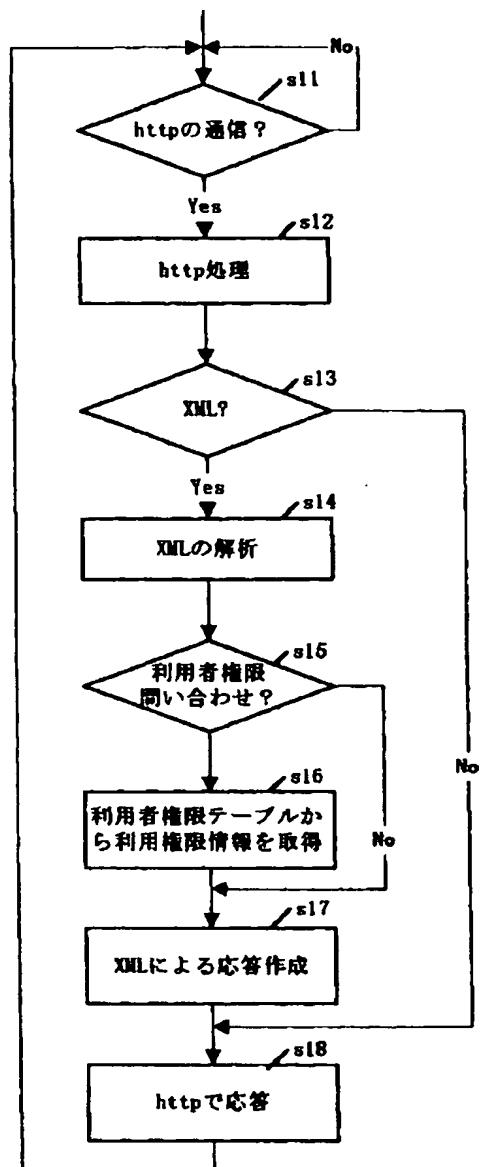 No
s11
httpの通信？
Yes
s12
http処理
s13
XML?
Yes
s14
XMLの解析
s15
利用者権限
問い合わせ？
s16
利用者権限テーブルか
ら利用権限情報を取得
No
No
s17
XMLによる応答作成
s18
httpで応答